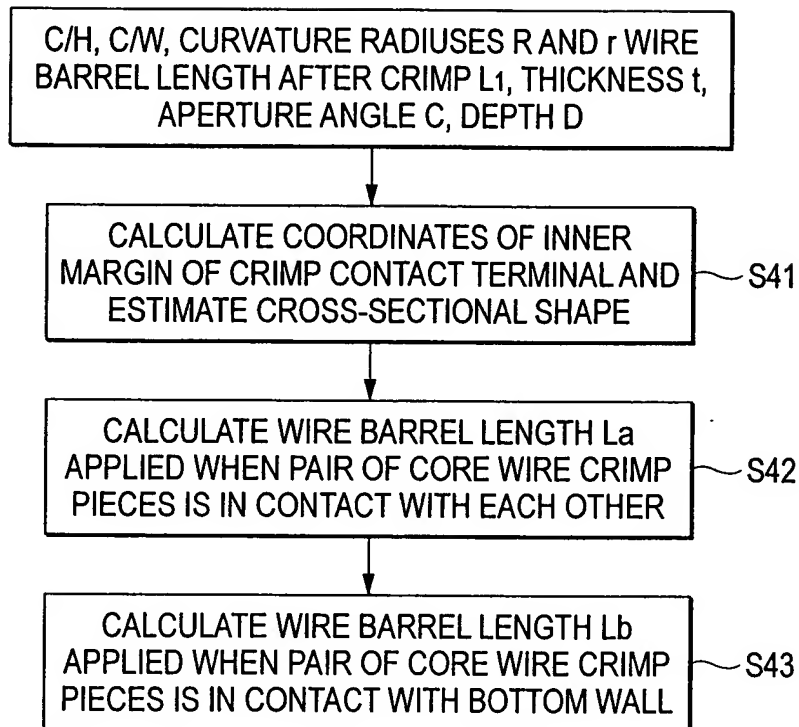 C/H, C/W, CURVATURE RADIUSES R AND r WIRE
BARREL LENGTH AFTER CRIMP L1, THICKNESS t,
APERTURE ANGLE C, DEPTH D
CALCULATE COORDINATES OF INNER
MARGIN OF CRIMP CONTACT TERMINAL AND
ESTIMATE CROSS-SECTIONAL SHAPE
S41
CALCULATE WIRE BARREL LENGTH La
APPLIED WHEN PAIR OF CORE WIRE CRIMP
PIECES IS IN CONTACT WITH EACH OTHER
S42
CALCULATE WIRE BARREL LENGTH Lb
APPLIED WHEN PAIR OF CORE WIRE CRIMP
PIECES IS IN CONTACT WITH BOTTOM WALL
S43